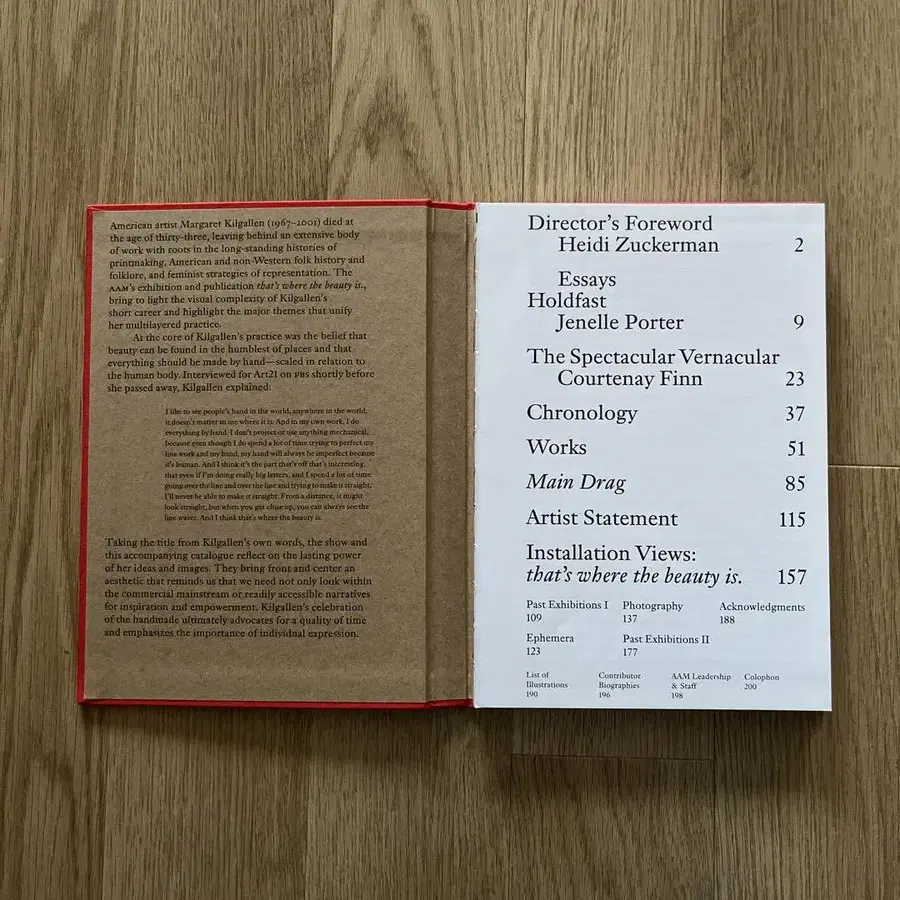 American artist Margaret Kilgallen (1967–2001) died at
the age of thirty-three, leaving behind an extensive body
of work with roots in the long-standing histories of
printmaking, American and non-Western folk history and
folklore, and feminist strategies of representation. The
AAM's exhibition and publication that's where the beauty is.,
bring to light the visual complexity of Kilgallen's
short career and highlight the major themes that unify
her multilayered practice.
At the core of Kilgallen's practice was the belief that
beauty can be found in the humblest of places and that
everything should be made by hand—scaled in relation to
the human body. Interviewed for Art21 on PBS shortly before
she passed away, Kilgallen explained:
I like to see people's hand in the world, anywhere in the world,
it doesn't matter to me where it is. And in my own work, I do
everything by hand. I don't project or use anything mechanical,
because even though I do spend a lot of time trying to perfect my
line work and my hand, my hand will always be imperfect because
it's human. And I think it's the part that's off that's interesting,
that even if I'm doing really big letters, and I spend a lot of time
going over the line and over the line and trying to make it straight,
I'll never be able to make it straight. From a distance, it might
look straight, but when you get close up, you can always see the
line waver. And I think that's where the beauty is.
Taking the title from Kilgallen's own words, the show and
this accompanying catalogue reflect on the lasting power
of her ideas and images. They bring front and center an
aesthetic that reminds us that we need not only look within
the commercial mainstream or readily accessible narratives
for inspiration and empowerment. Kilgallen's celebration
of the handmade ultimately advocates for a quality of time
and emphasizes the importance of individual expression.
Director's Foreword
Heidi Zuckerman 2
Essays
Holdfast
Jenelle Porter 9
The Spectacular Vernacular
Courtenay Finn 23
Chronology 37
Works 51
Main Drag 85
Artist Statement 115
Installation Views:
that's where the beauty is. 157
Past Exhibitions I Photography Acknowledgments
109 137 188
Ephemera Past Exhibitions II
123 177
List of Contributor AAM Leadership Colophon
Illustrations Biographies & Staff 200
190 196 198